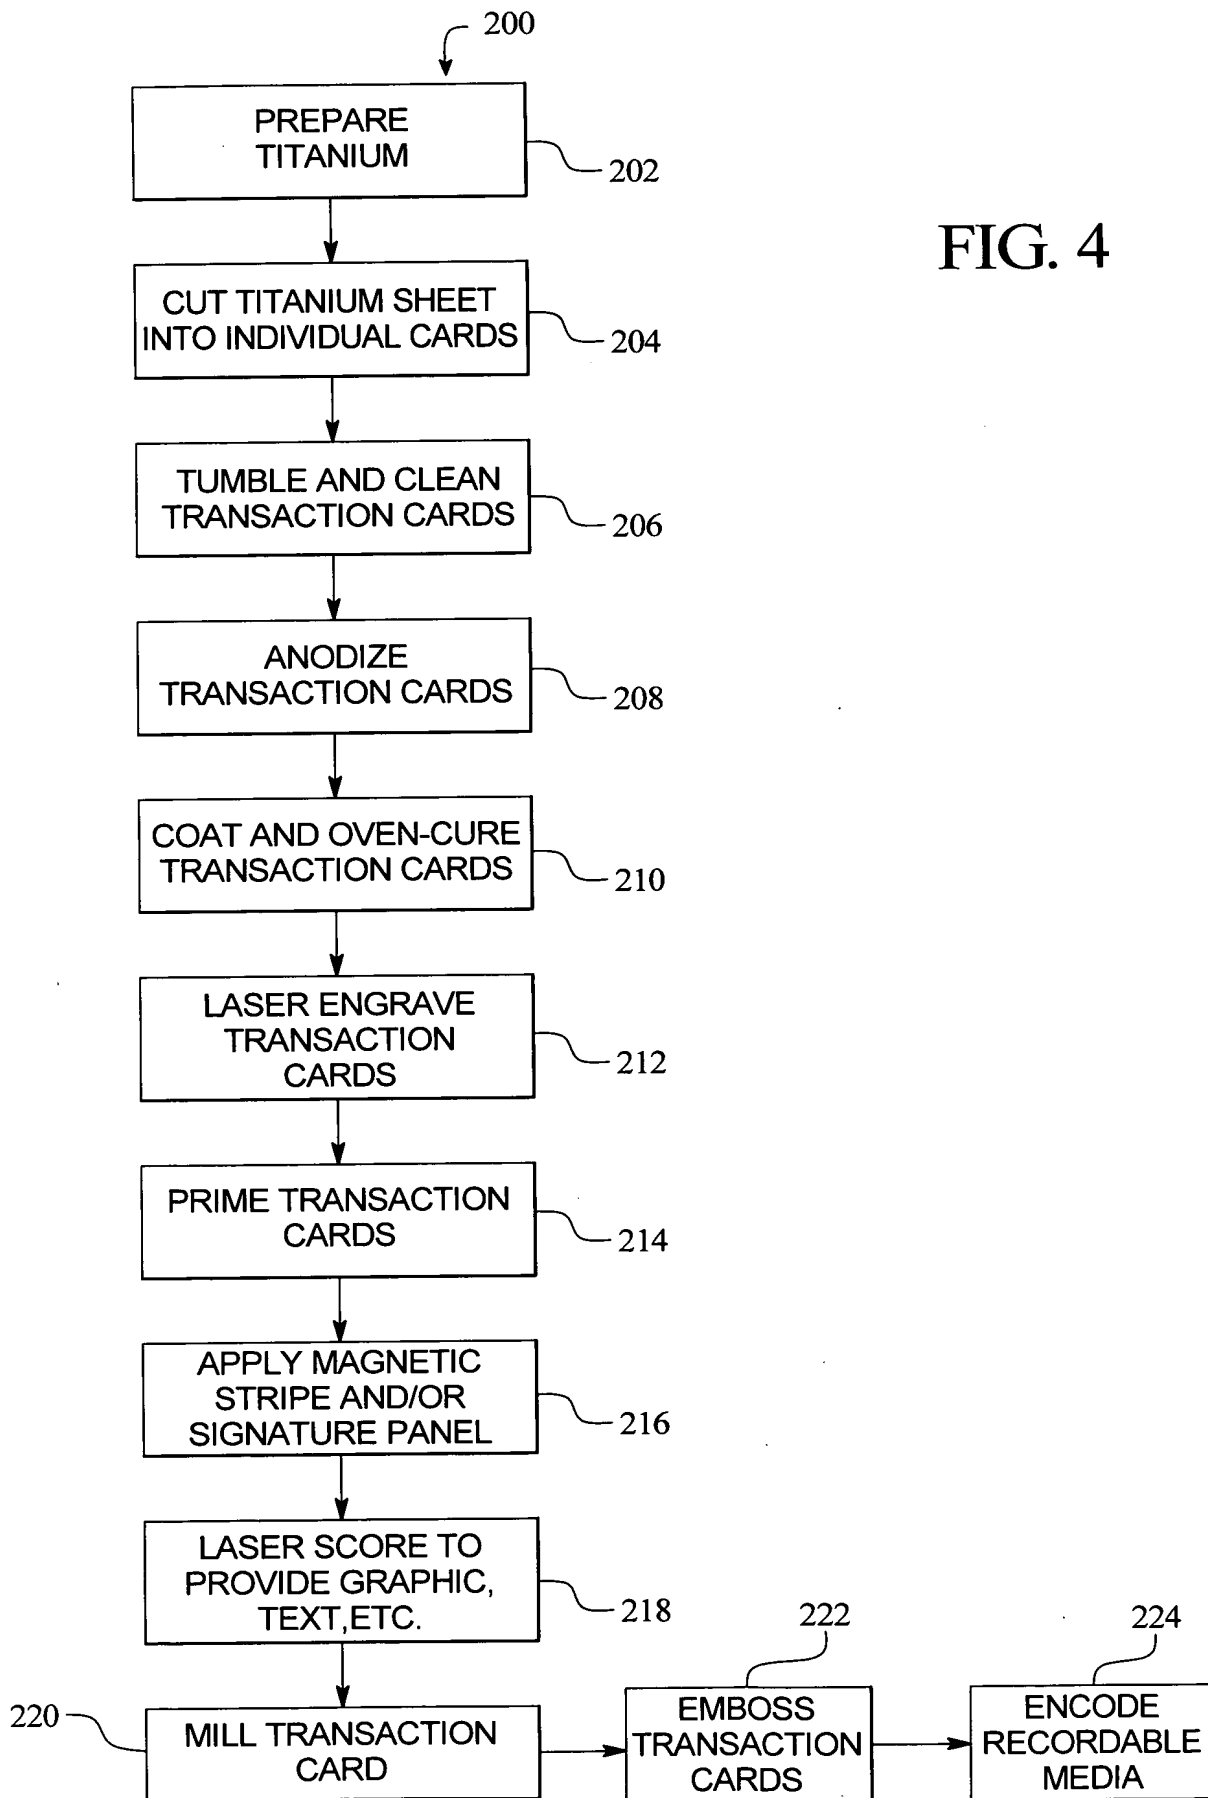 200
PREPARE
TITANIUM
202
FIG. 4
CUT TITANIUM SHEET
INTO INDIVIDUAL CARDS
204
TUMBLE AND CLEAN
TRANSACTION CARDS
206
ANODIZE
TRANSACTION CARDS
208
COAT AND OVEN-CURE
TRANSACTION CARDS
210
LASER ENGRAVE
TRANSACTION
CARDS
212
PRIME TRANSACTION
CARDS
214
APPLY MAGNETIC
STRIPE AND/OR
SIGNATURE PANEL
216
LASER SCORE TO
PROVIDE GRAPHIC,
TEXT,ETC.
218
220
MILL TRANSACTION
CARD
222
EMBOSS
TRANSACTION
CARDS
224
ENCODE
RECORDABLE
MEDIA